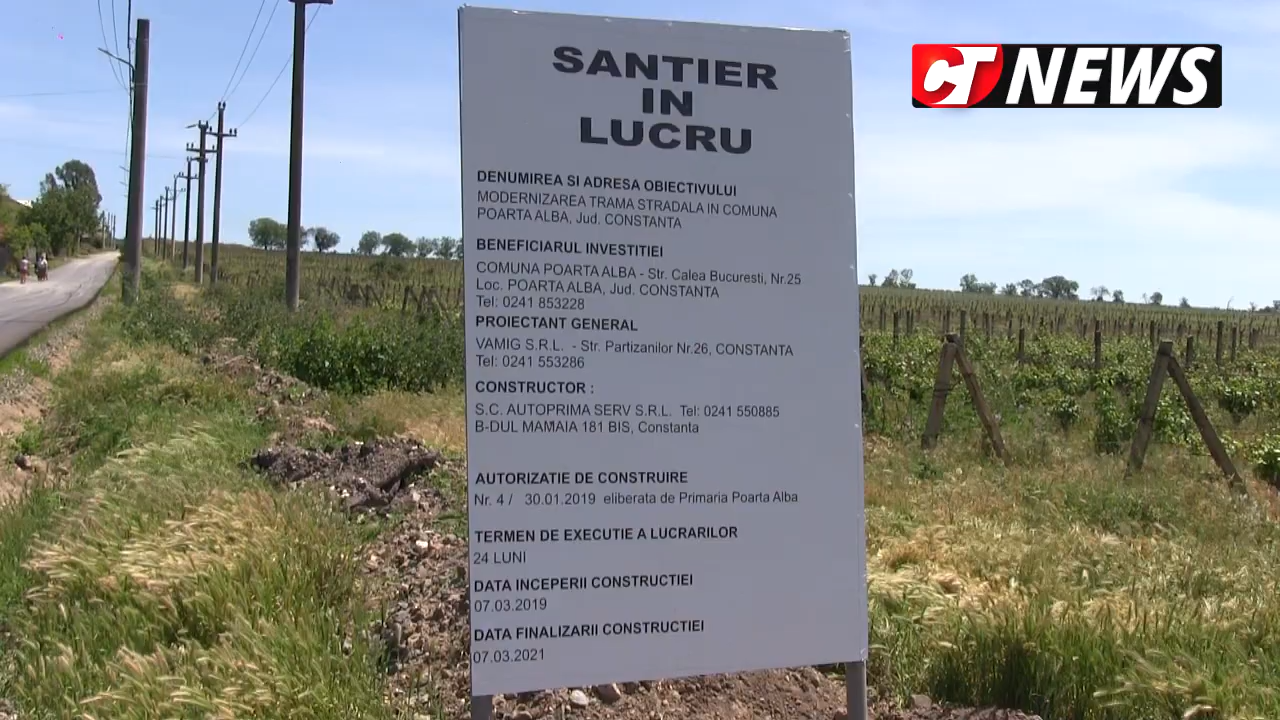 CT NEWS
SANTIER
IN
LUCRU
DENUMIREA SI ADRESA OBIECTIVULUI
MODERNIZAREA TRAMA STRADALA IN COMUNA
POARTA ALBA, Jud. CONSTANTA
BENEFICIARUL INVESTITIEI
COMUNA POARTA ALBA - Str. Calea Bucuresti, Nr.25
Loc. POARTA ALBA, Jud. CONSTANTA
Tel: 0241 853228
PROIECTANT GENERAL
VAMIG S.R.L. - Str. Partizanilor Nr.26, CONSTANTA
Tel: 0241 553286
CONSTRUCTOR :
S.C. AUTOPRIMA SERV S.R.L. Tel: 0241 550885
B-DUL MAMAIA 181 BIS, Constanta
AUTORIZATIE DE CONSTRUIRE
Nr. 4 / 30.01.2019 eliberata de Primaria Poarta Alba
TERMEN DE EXECUTIE A LUCRARILOR
24 LUNI
DATA INCEPERII CONSTRUCTIEI
07.03.2019
DATA FINALIZARII CONSTRUCTIEI
07.03.2021